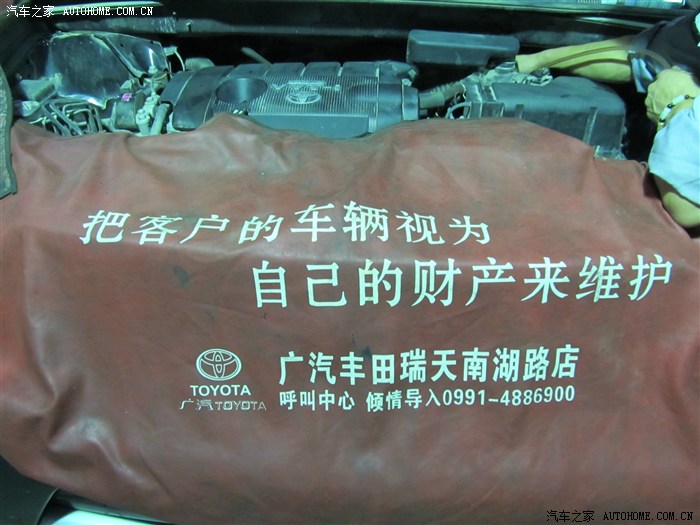 汽车之家 AUTOHOME.COM.CN
把客户的车辆视为
自己的财产来维护
TOYOTA
广汽TOYOTA
广汽丰田瑞天南湖路店
呼叫中心 倾情导入0991-4886900
汽车之家 AUTOHOME.COM.CN